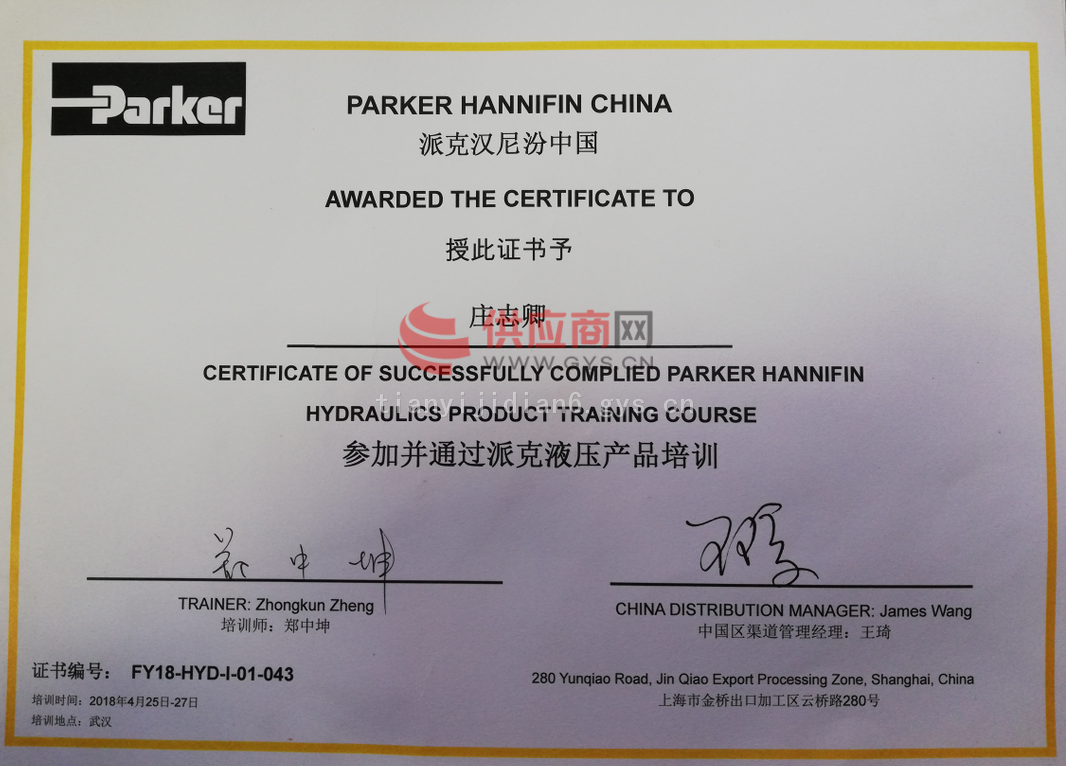 Parker
PARKER HANNIFIN CHINA
派克汉尼汾中国
AWARDED THE CERTIFICATE TO
授此证书予
庄志卿
供应商网
WWW.GYS.CN
CERTIFICATE OF SUCCESSFULLY COMPLIED PARKER HANNIFIN
tianyijidian6.gys.cn
HYDRAULICS PRODUCT TRAINING COURSE
参加并通过派克液压产品培训
郑中坤
TRAINER: Zhongkun Zheng
培训师：郑中坤
王琦
CHINA DISTRIBUTION MANAGER: James Wang
中国区渠道管理经理：王琦
证书编号： FY18-HYD-I-01-043
培训时间：2018年4月25日-27日
培训地点：武汉
280 Yunqiao Road, Jin Qiao Export Processing Zone, Shanghai, China
上海市金桥出口加工区云桥路280号